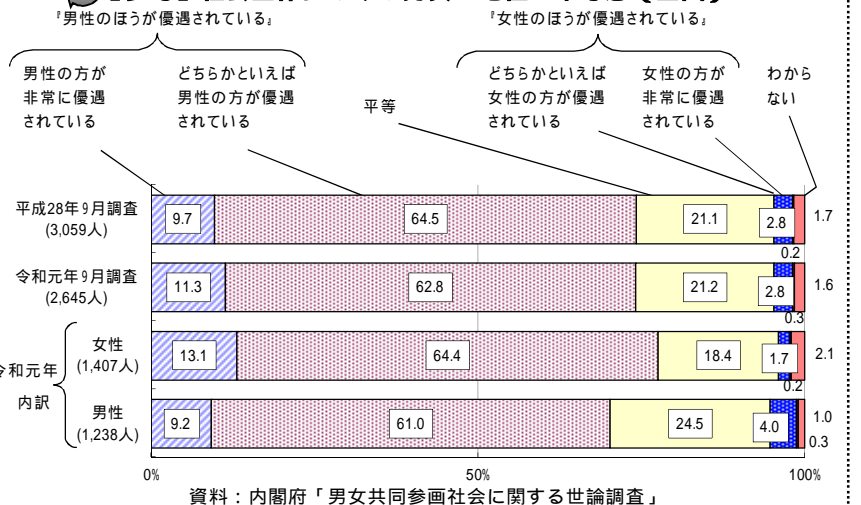 『男性のほうが優遇されている』
『女性のほうが優遇されている』
男性の方が
非常に優遇
されている
どちらかといえば
男性の方が優遇
されている
平等
どちらかといえば
女性の方が優遇
されている
女性の方が
非常に優遇
されている
わから
ない
平成28年9月調査
(3,059人)
9.7
64.5
21.1
2.8
0.2
1.7
令和元年9月調査
(2,645人)
11.3
62.8
21.2
2.8
0.3
1.6
令和元年
内訳
女性
(1,407人)
13.1
64.4
18.4
1.7
0.2
2.1
男性
(1,238人)
9.2
61.0
24.5
4.0
0.3
1.0
0%
50%
100%
資料：内閣府「男女共同参画社会に関する世論調査」